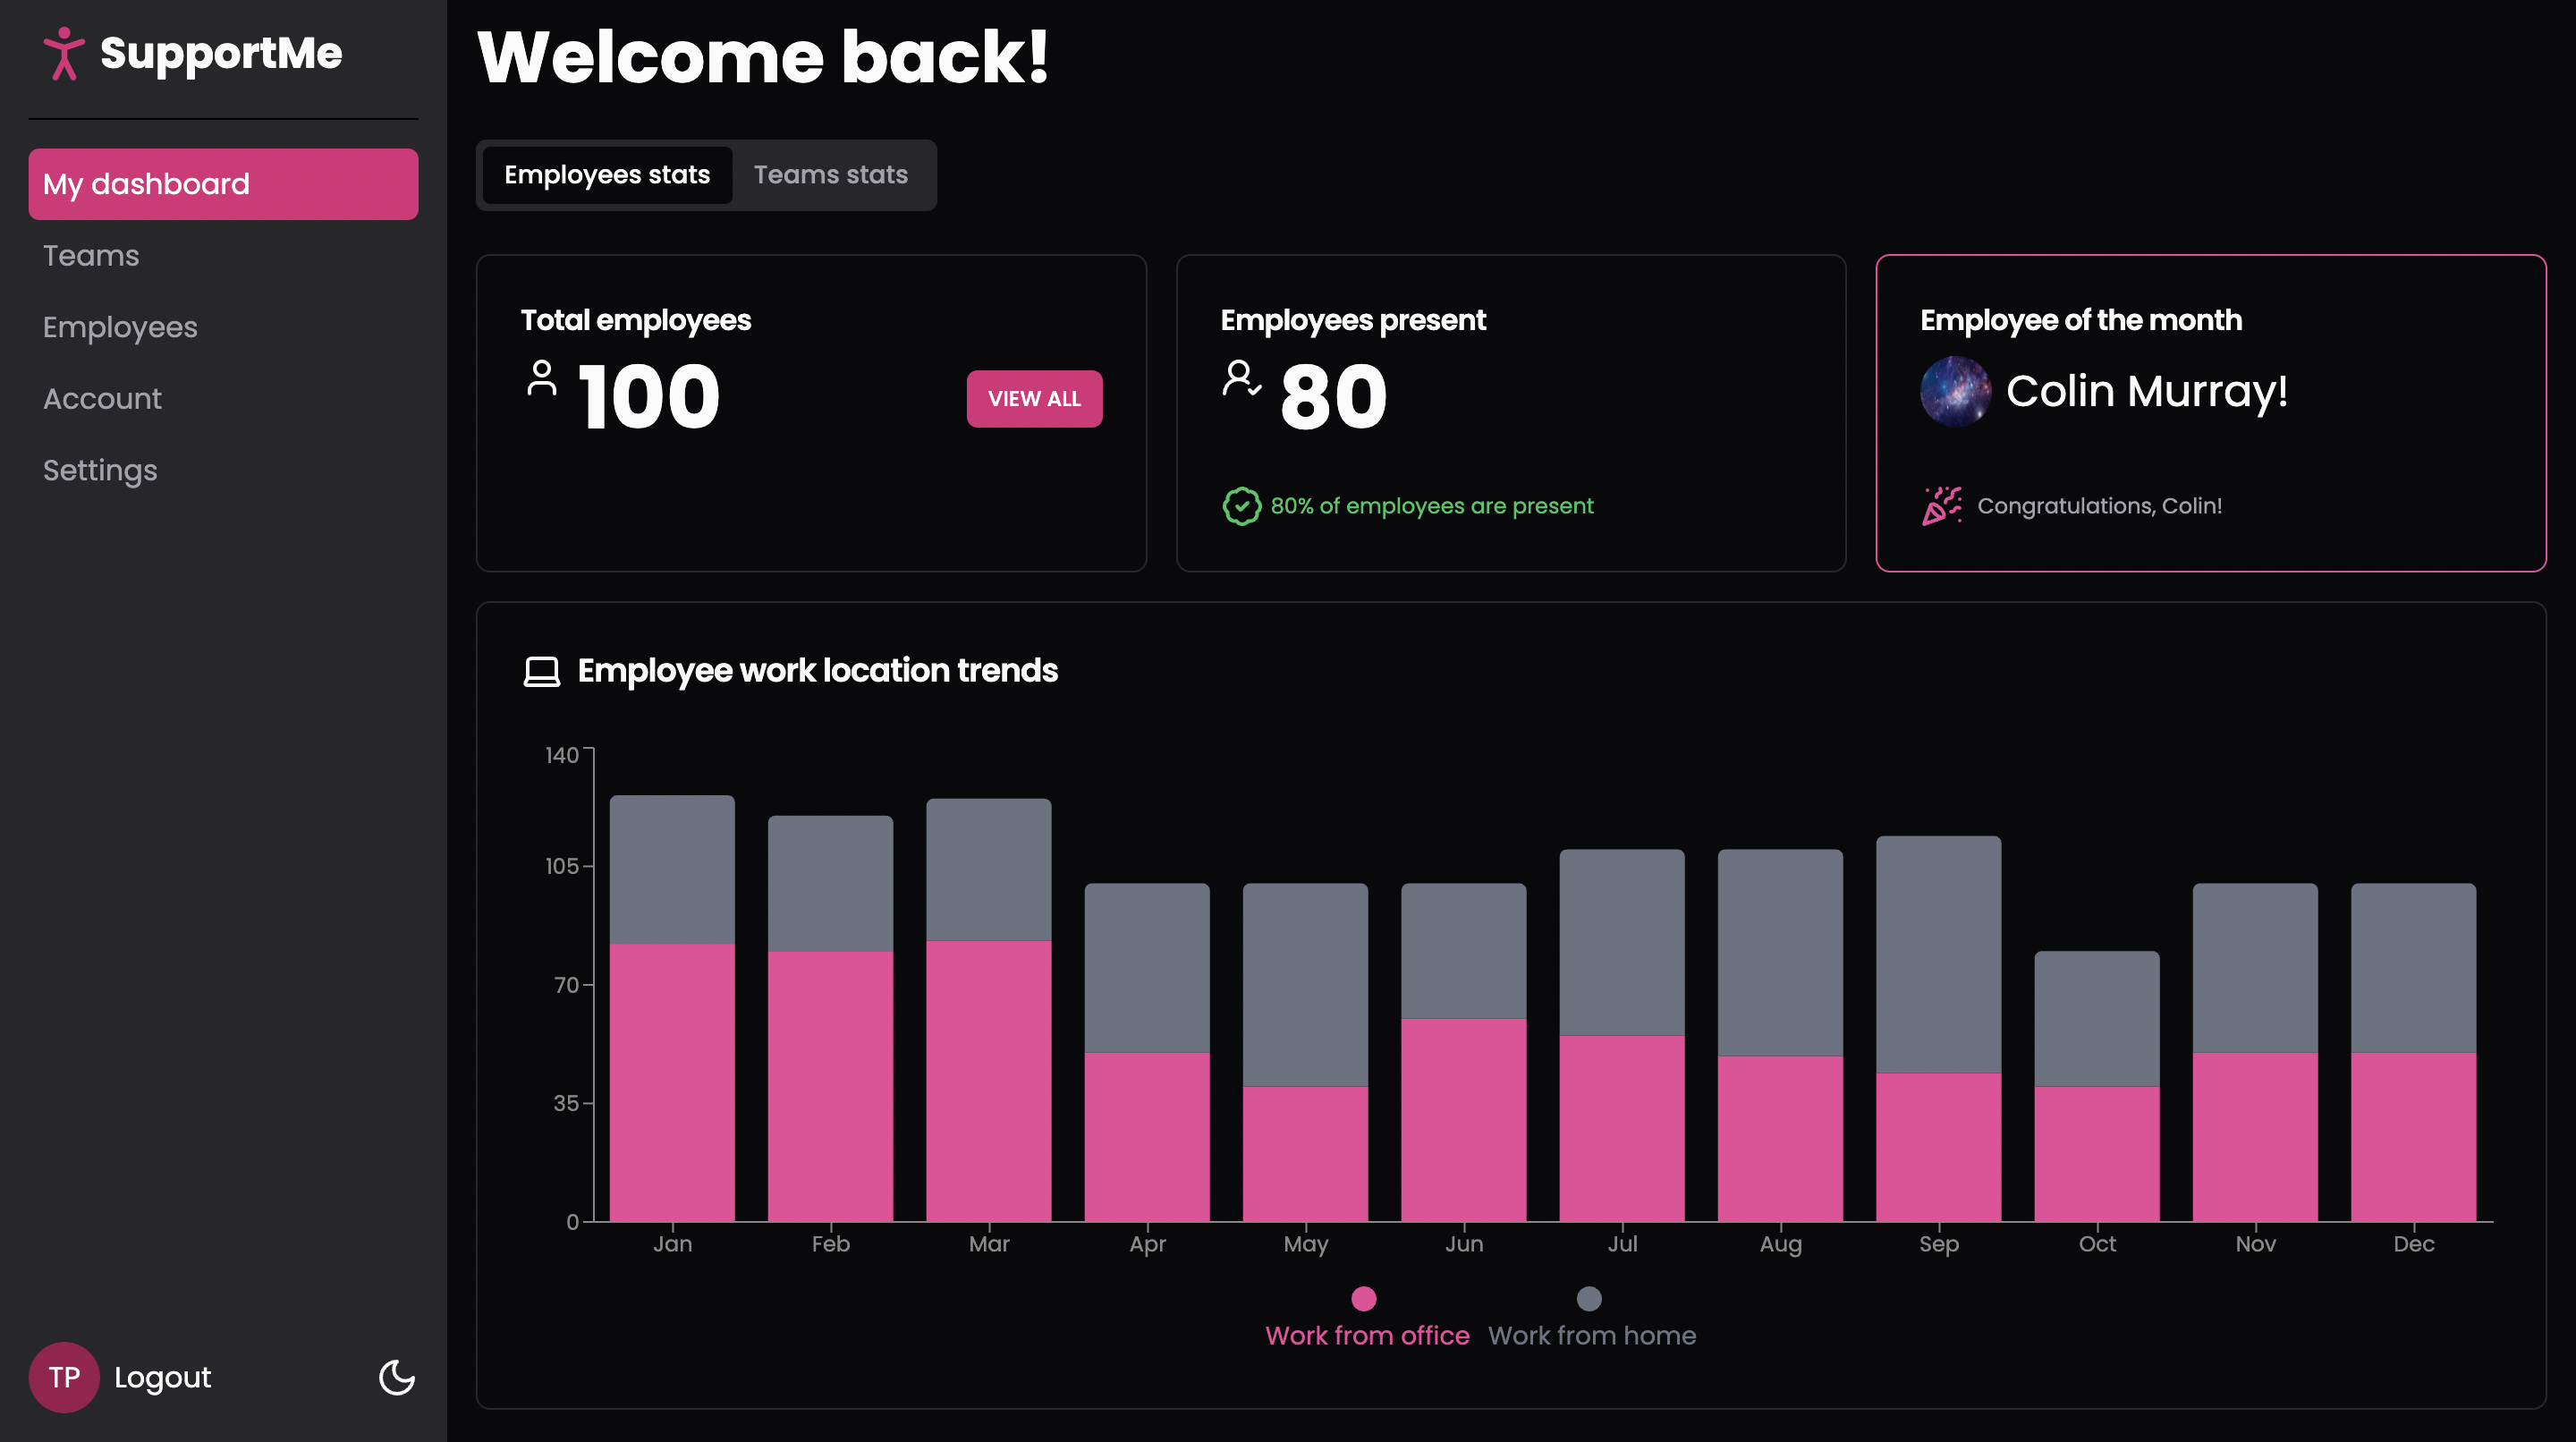 SupportMe
My dashboard
Teams
Employees
Account
Settings
TP
Logout
Welcome back!
Employees stats
Teams stats
Total employees
100
VIEW ALL
Employees present
80
80% of employees are present
Employee of the month
Colin Murray!
Congratulations, Colin!
Employee work location trends
140
105
70
35
0
Jan Feb Mar Apr May Jun Jul Aug Sep Oct Nov Dec
Work from office
Work from home